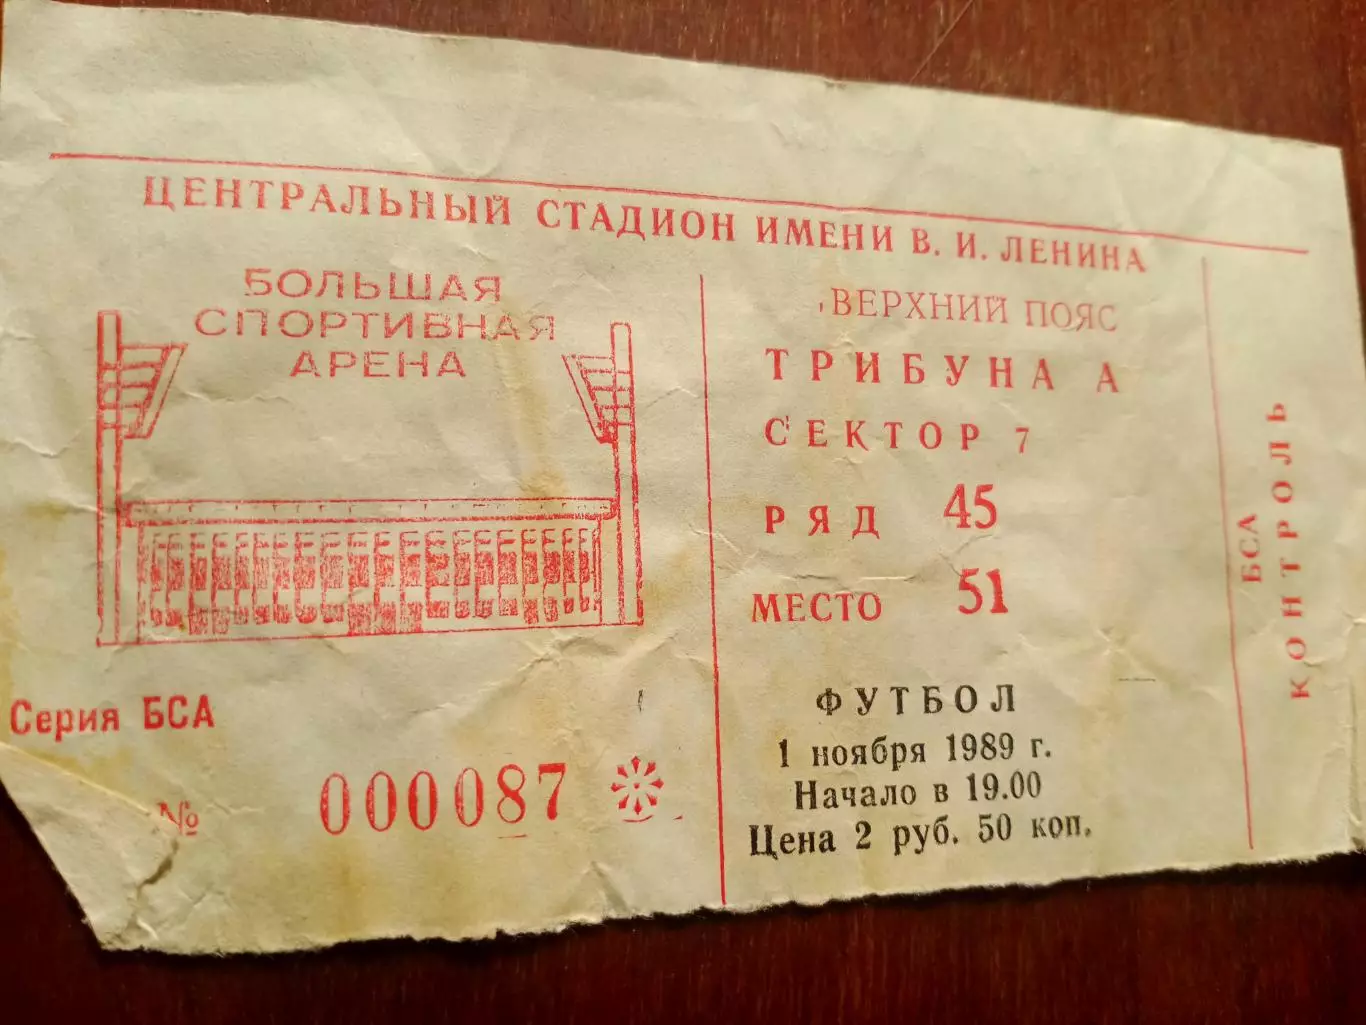 ЦЕНТРАЛЬНЫЙ СТАДИОН ИМЕНИ В. И. ЛЕНИНА
БОЛЬШАЯ
СПОРТИВНАЯ
АРЕНА
Серия БСА
№ 000087
ВЕРХНИЙ ПОЯС
ТРИБУНА А
СЕКТОР 7
РЯД 45
МЕСТО 51
ФУТБОЛ
1 ноября 1989 г.
Начало в 19.00
Цена 2 руб. 50 коп.
БСА
КОНТРОЛЬ